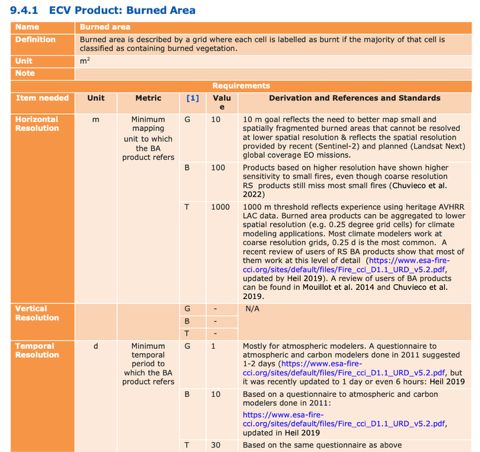 9.4.1 ECV Product: Burned Area
Name Burned area
Definition Burned area is described by a grid where each cell is labelled as burnt if the majority of that cell is
classified as containing burned vegetation.
Unit m²
Note
Requirements
Item needed Unit Metric [1] Valu
e Derivation and References and Standards
Horizontal
Resolution
m
Minimum
mapping
unit to which
the BA
product refers
G 10
10 m goal reflects the need to better map small and
spatially fragmented burned areas that cannot be resolved
at lower spatial resolution & reflects the spatial resolution
provided by recent (Sentinel-2) and planned (Landsat Next)
global coverage EO missions.
B 100
Products based on higher resolution have shown higher
sensitivity to small fires, even though coarse resolution
RS products still miss most small fires (Chuvieco et al.
2022)
T 1000
1000 m threshold reflects experience using heritage AVHRR
LAC data. Burned area products can be aggregated to lower
spatial resolution (e.g. 0.25 degree grid cells) for climate
modeling applications. Most climate modelers work at
coarse resolution grids, 0.25 d is the most common. A
recent review of users of RS BA products show that most of
them work at this level of detail (https://www.esa-fire-
cci.org/sites/default/files/Fire_cci_D1.1_URD_v5.2.pdf,
updated by Heil 2019). A review of users of BA products
can be found in Mouillot et al. 2014 and Chuvieco et al.
2019.
Vertical
Resolution
G - N/A
B -
T -
Temporal
Resolution
d
Minimum
temporal
period to
which the BA
product refers
G 1
Mostly for atmospheric modelers. A questionnaire to
atmospheric and carbon modelers done in 2011 suggested
1-2 days (https://www.esa-fire-
cci.org/sites/default/files/Fire_cci_D1.1_URD_v5.2.pdf, but
it was recently updated to 1 day or even 6 hours: Heil 2019
B 10
Based on a questionnaire to atmospheric and carbon
modelers done in 2011:
https://www.esa-fire-
cci.org/sites/default/files/Fire_cci_D1.1_URD_v5.2.pdf,
updated in Heil 2019
T 30 Based on the same questionnaire as above